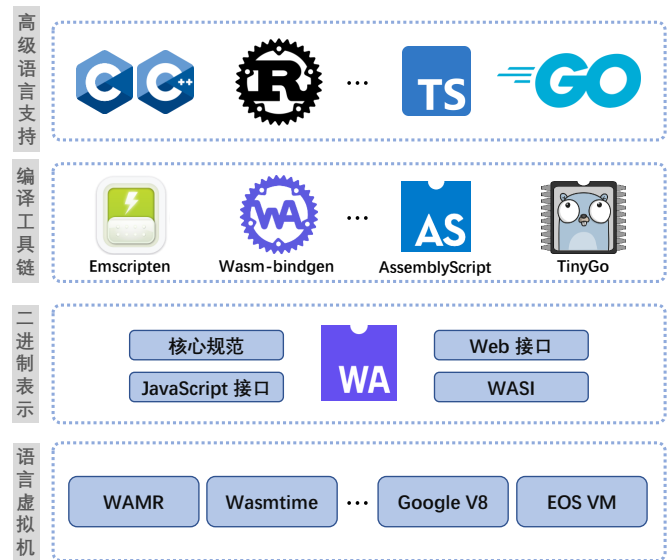 高级语言支持
C C++ R ... TS GO
编译工具链
WA ... AS
Emscripten Wasm-bindgen AssemblyScript TinyGo
二进制表示
核心规范 WA Web 接口
JavaScript 接口 WASI
语言虚拟机
WAMR Wasmtime ... Google V8 EOS VM